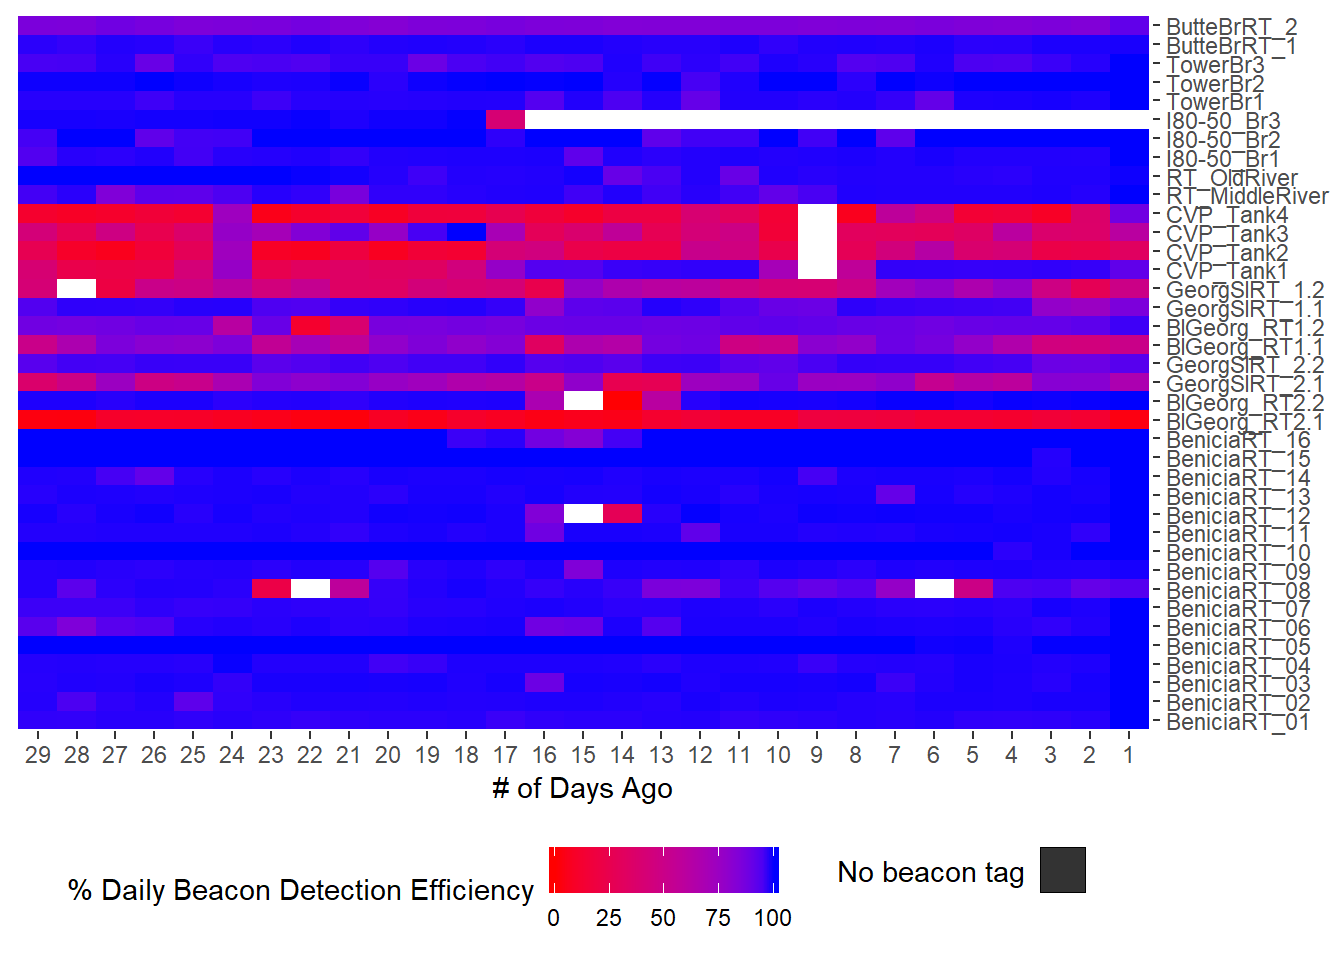 ButteBrRT_2
ButteBrRT_1
TowerBr3
TowerBr2
TowerBr1
I80-50_Br3
I80-50_Br2
I80-50_Br1
RT_OldRiver
RT_MiddleRiver
CVP_Tank4
CVP_Tank3
CVP_Tank2
CVP_Tank1
GeorgSlRT_1.2
GeorgSlRT_1.1
BlGeorg_RT1.2
BlGeorg_RT1.1
GeorgSlRT_2.2
GeorgSlRT_2.1
BlGeorg_RT2.2
BlGeorg_RT2.1
BeniciaRT_16
BeniciaRT_15
BeniciaRT_14
BeniciaRT_13
BeniciaRT_12
BeniciaRT_11
BeniciaRT_10
BeniciaRT_09
BeniciaRT_08
BeniciaRT_07
BeniciaRT_06
BeniciaRT_05
BeniciaRT_04
BeniciaRT_03
BeniciaRT_02
BeniciaRT_01
29 28 27 26 25 24 23 22 21 20 19 18 17 16 15 14 13 12 11 10 9 8 7 6 5 4 3 2 1
# of Days Ago
% Daily Beacon Detection Efficiency
0 25 50 75 100
No beacon tag